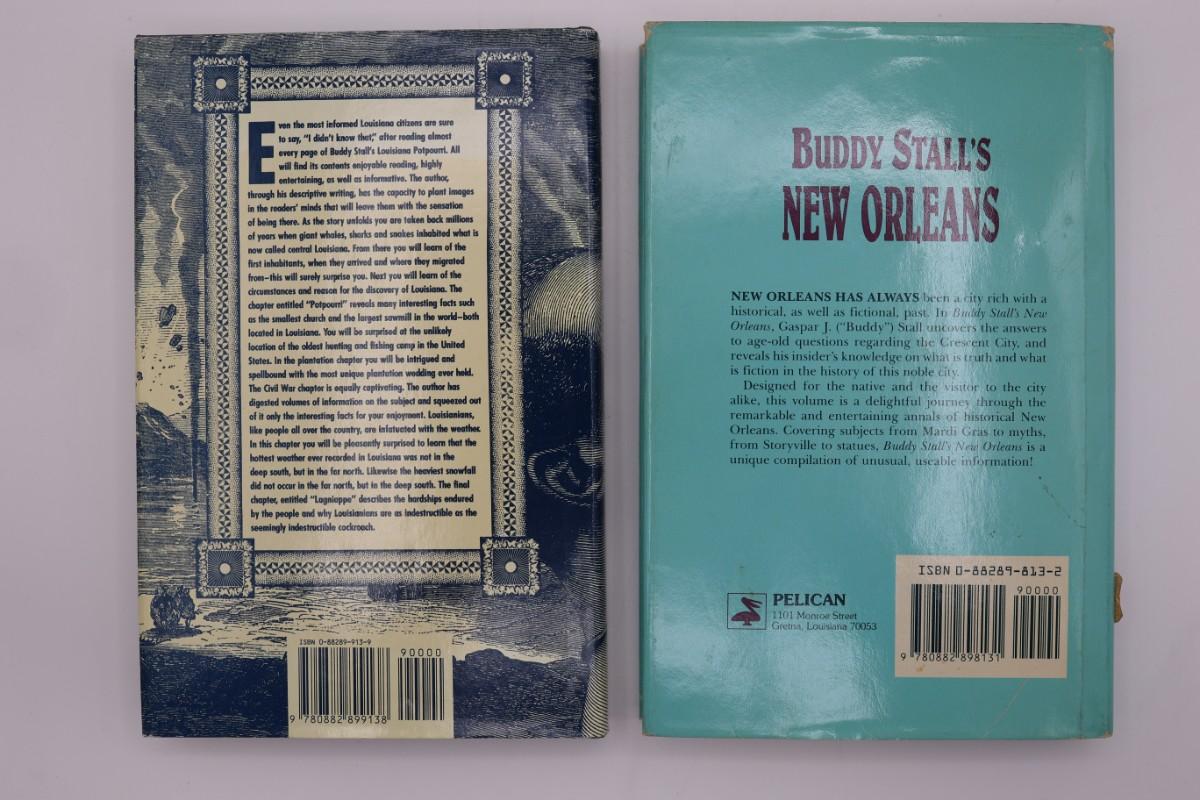 Even the most informed Louisiana citizens are sure
to say, "I didn't know that," after reading almost
every page of Buddy Stall's Louisiana Potpourri. All
will find its contents enjoyable reading, highly
entertaining, as well as informative. The author,
through his descriptive writing, has the capacity to plant images
in the readers' minds that will leave them with the sensation
of being there. As the story unfolds you are taken back millions
of years when giant whales, sharks and snakes inhabited what is
now called central Louisiana. From there you will learn of the
first inhabitants, when they arrived and where they migrated
from–this will surely surprise you. Next you will learn of the
circumstances and reason for the discovery of Louisiana. The
chapter entitled "Potpourri" reveals many interesting facts such
as the smallest church and the largest sawmill in the world–both
located in Louisiana. You will be surprised at the unlikely
location of the oldest hunting and fishing camp in the United
States. In the plantation chapter you will be intrigued and
spellbound with the most unique plantation wedding ever held.
The Civil War chapter is equally captivating. The author has
digested volumes of information on the subject and squeezed out
of it only the interesting facts for your enjoyment. Louisianians,
like people all over the country, are infatuated with the weather.
In this chapter you will be pleasantly surprised to learn that the
hottest weather ever recorded in Louisiana was not in the
deep south, but in the far north. Likewise the heaviest snowfall
did not occur in the far north, but in the deep south. The final
chapter, entitled "Lagniappe" describes the hardships endured
by the people and why Louisianians are as indestructible as the
seemingly indestructible cockroach.
ISBN 0-88289-913-9
90000
9 780882 899138
BUDDY STALL'S
NEW ORLEANS
NEW ORLEANS HAS ALWAYS been a city rich with a
historical, as well as fictional, past. In Buddy Stall's New
Orleans, Gaspar J. ("Buddy") Stall uncovers the answers
to age-old questions regarding the Crescent City, and
reveals his insider's knowledge on what is truth and what
is fiction in the history of this noble city.
Designed for the native and the visitor to the city
alike, this volume is a delightful journey through the
remarkable and entertaining annals of historical New
Orleans. Covering subjects from Mardi Gras to myths,
from Storyville to statues, Buddy Stall's New Orleans is a
unique compilation of unusual, useable information!
PELICAN
1101 Monroe Street
Gretna, Louisiana 70053
ISBN 0-88289-813-2
90000
9 780882 898131